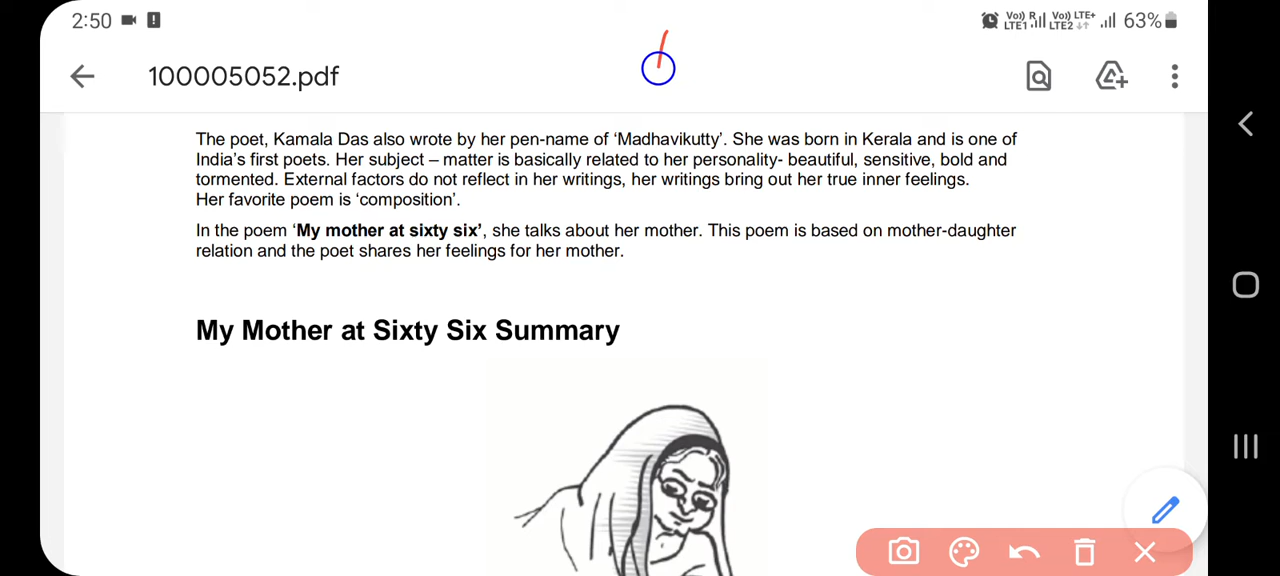 2:50
Vo)) R
LTE1
Vo)) LTE+
LTE2
63%
100005052.pdf
The poet, Kamala Das also wrote by her pen-name of ‘Madhavikutty’. She was born in Kerala and is one of
India’s first poets. Her subject – matter is basically related to her personality- beautiful, sensitive, bold and
tormented. External factors do not reflect in her writings, her writings bring out her true inner feelings.
Her favorite poem is ‘composition’.
In the poem ‘My mother at sixty six’, she talks about her mother. This poem is based on mother-daughter
relation and the poet shares her feelings for her mother.
My Mother at Sixty Six Summary